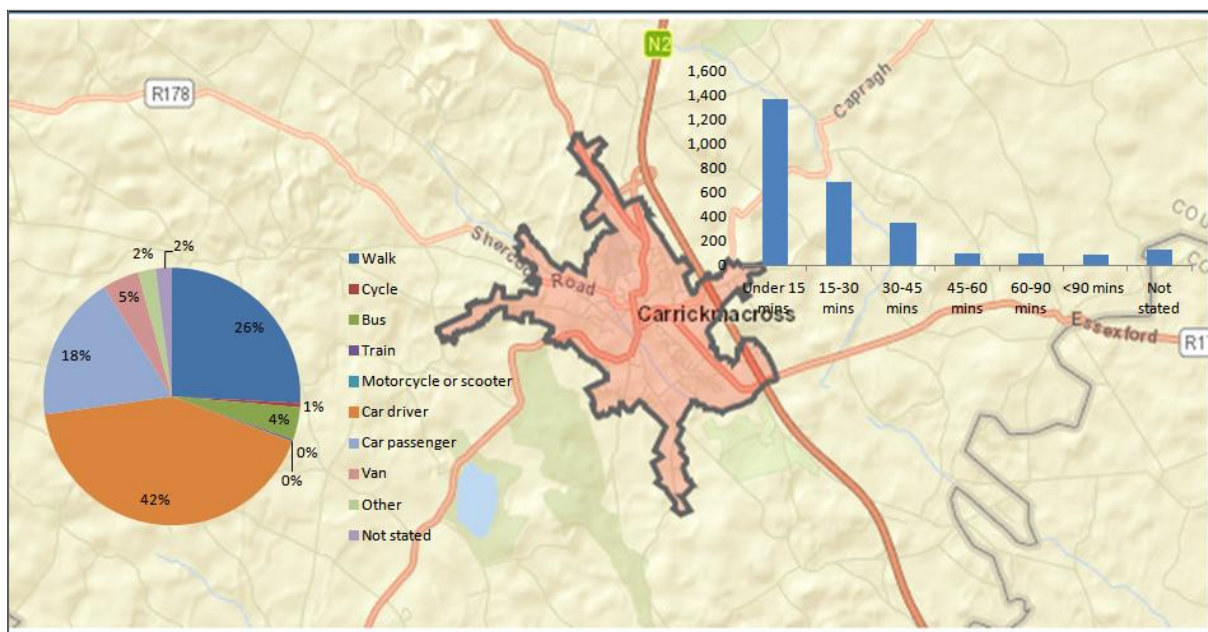 N2
R178
Capragh
1,600
1,400
1,200
1,000
800
600
400
200
0
Under 15 mins
15-30 mins
30-45 mins
45-60 mins
60-90 mins
<90 mins
Not stated
COU
CO
Shercock Road
Carrickmacross
Essexford
R17
2%
2%
5%
18%
26%
1%
4%
0%
0%
42%
Walk
Cycle
Bus
Train
Motorcycle or scooter
Car driver
Car passenger
Van
Other
Not stated